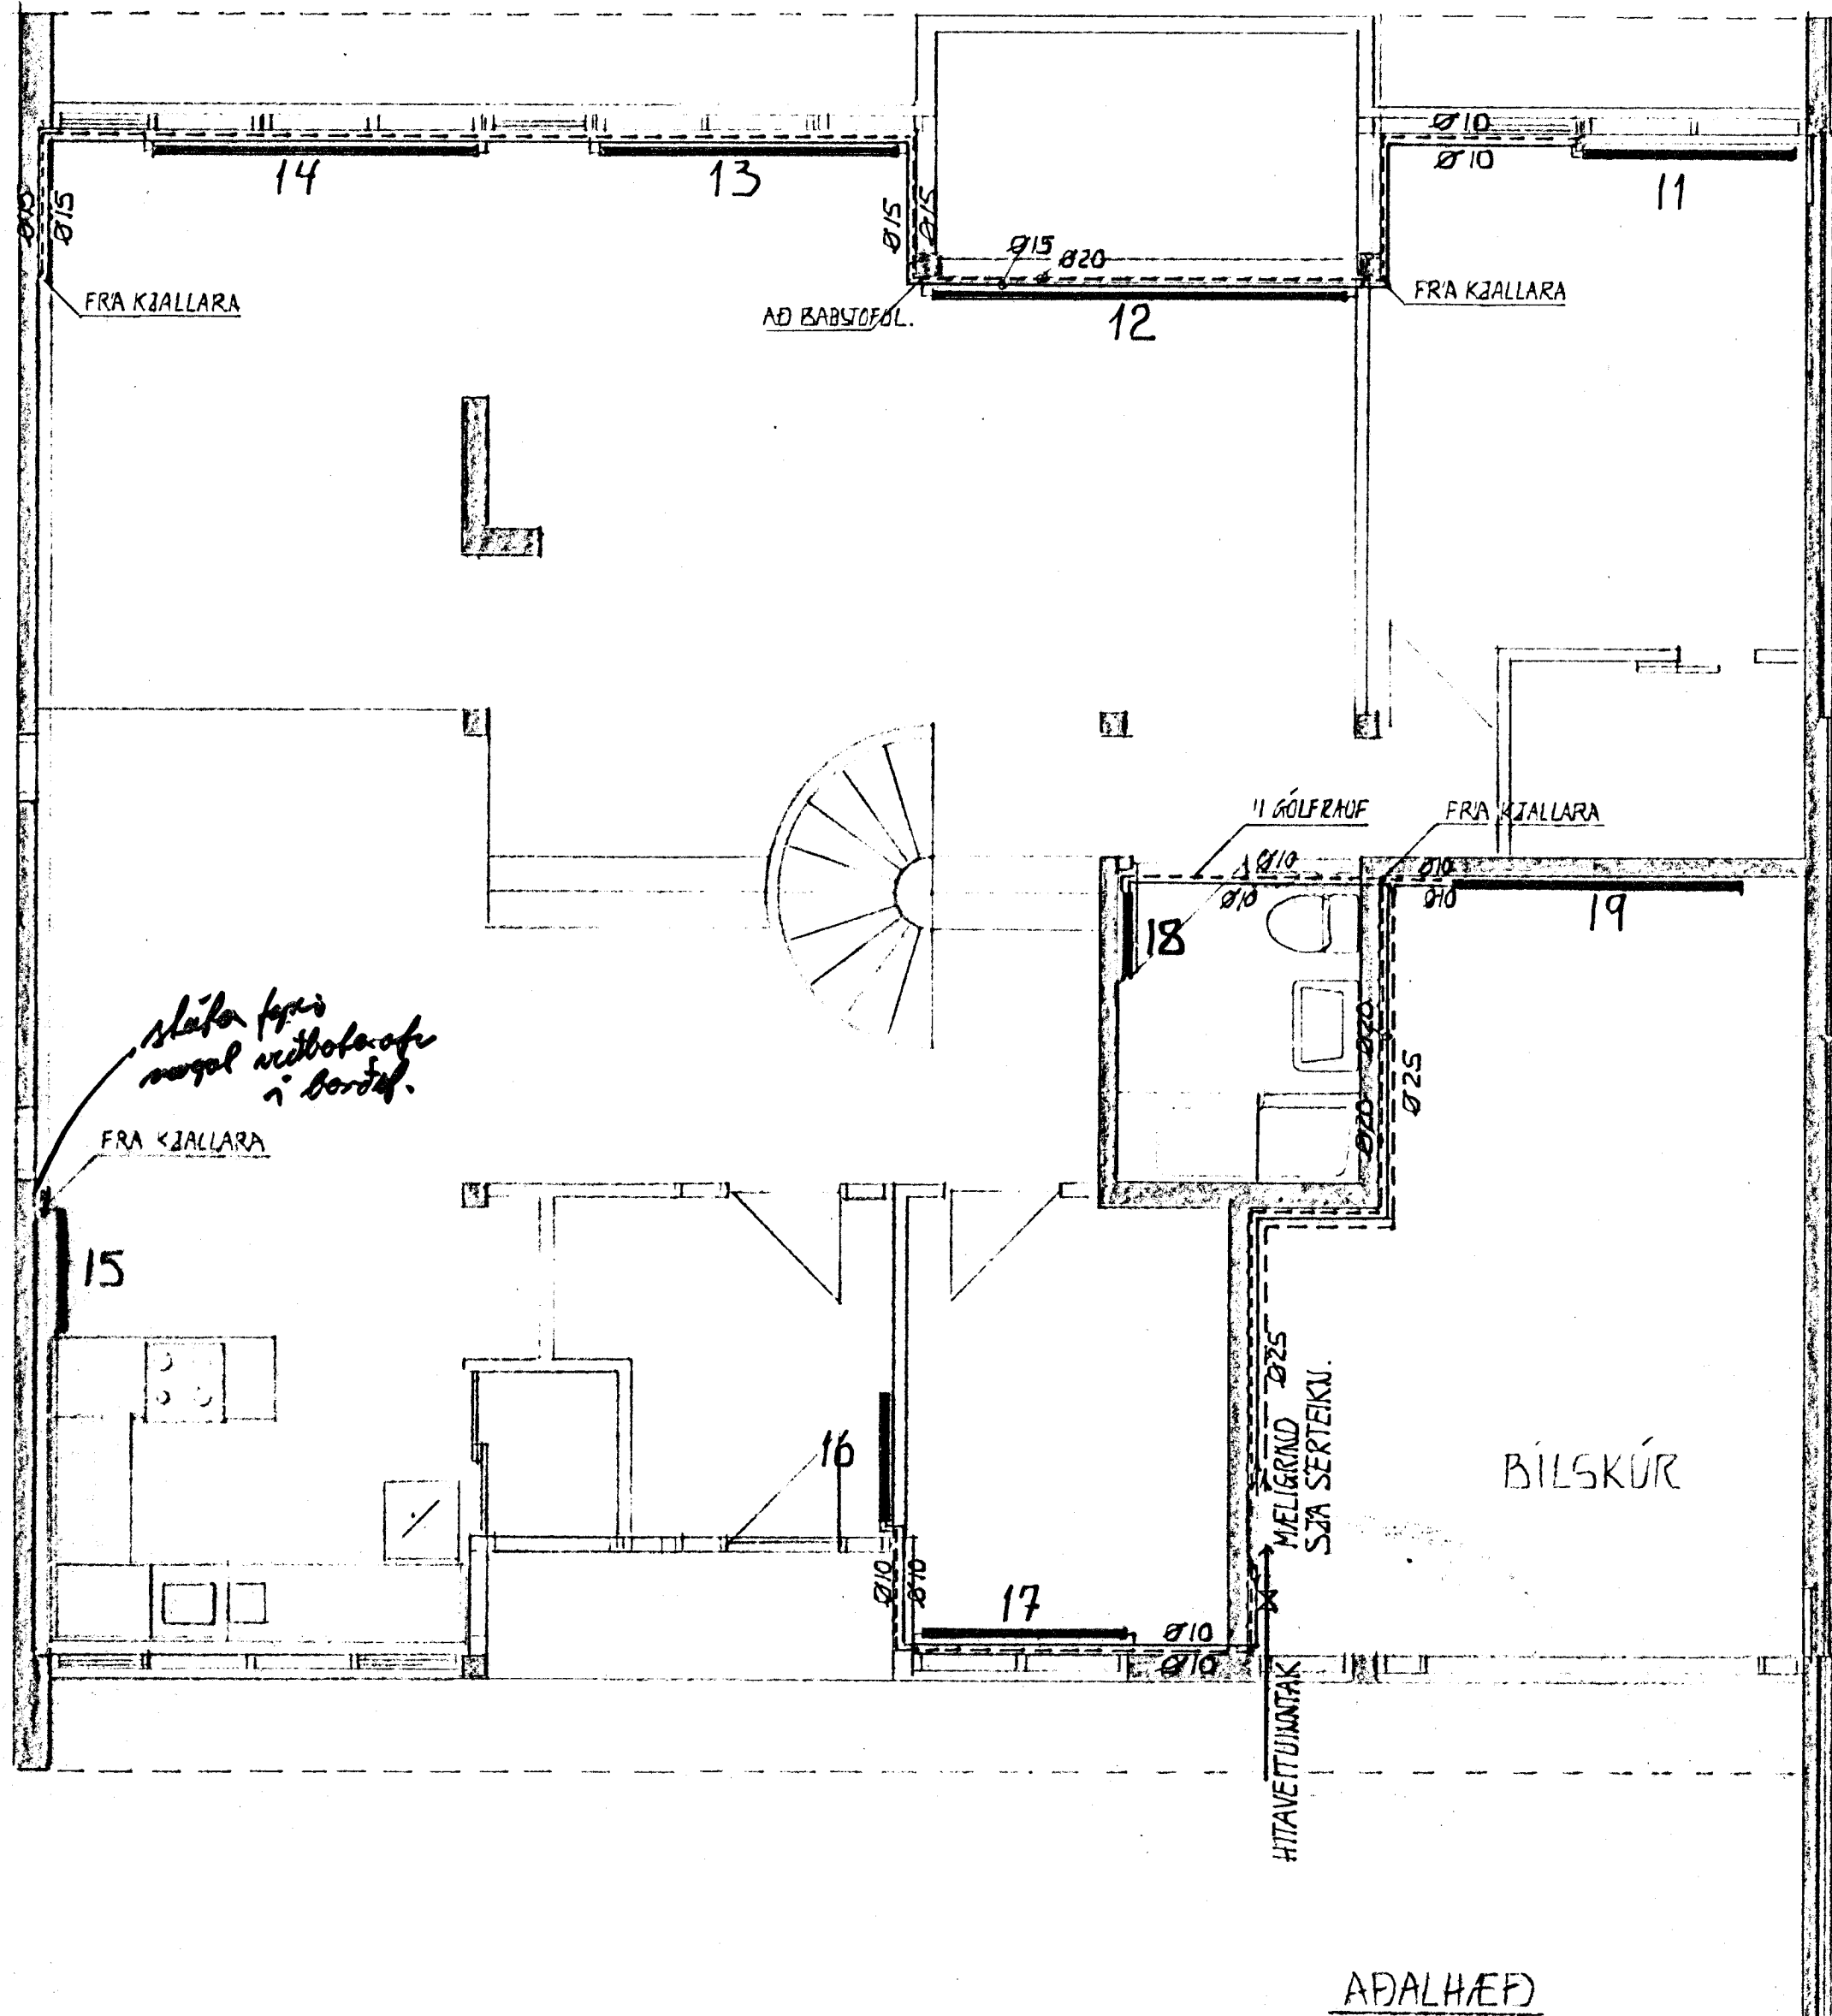 Ø10
Ø10
14
13
11
Ø15
Ø15
Ø15
Ø15
Ø15
Ø20
FRÁ KJALLARA
AÐ BAÐSTOFUL.
12
FRÁ KJALLARA
Í GÓLFRAUF
FRÁ KJALLARA
Ø10
Ø10
Ø10
Ø10
18
19
Ø20
Ø20
Ø25
í
FRA KJALLARA
15
16
Ø25
MÆLIGRIND
SJÁ SÉRTEIKN.
BÍLSKÚR
Ø10
Ø10
17
Ø10
Ø10
HITAVEITUINNTAK
AÐALHÆÐ